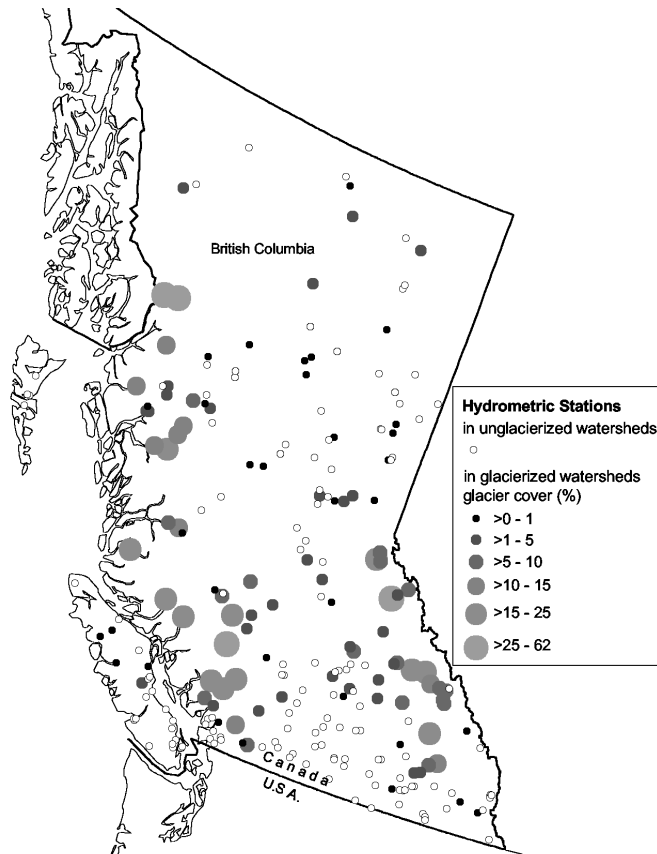 British Columbia
Hydrometric Stations
in unglacierized watersheds
in glacierized watersheds
glacier cover (%)
>0 - 1
>1 - 5
>5 - 10
>10 - 15
>15 - 25
>25 - 62
Canada
U.S.A.